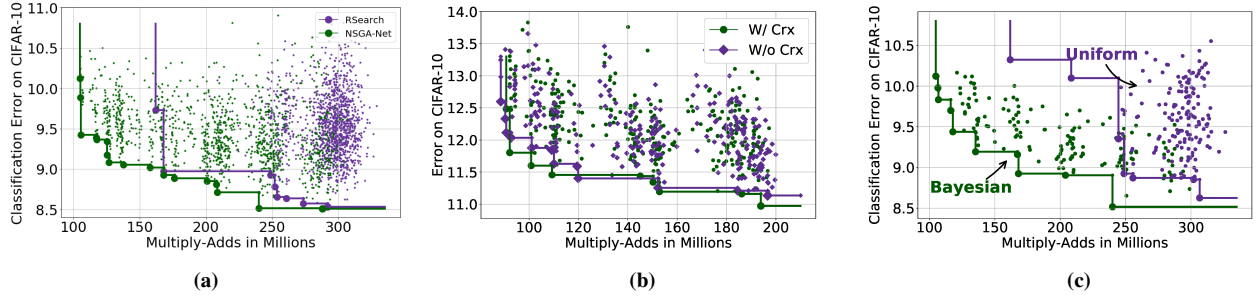 11.0
10.5
10.0
9.5
9.0
8.5
100
150
200
250
300
Classification Error on CIFAR-10
Multiply-Adds in Millions
RSearch
NSGA-Net
(a)
14.0
13.5
13.0
12.5
12.0
11.5
11.0
100
120
140
160
180
200
Error on CIFAR-10
Multiply-Adds in Millions
W/ Crx
W/o Crx
(b)
10.5
10.0
9.5
9.0
8.5
100
150
200
250
300
Classification Error on CIFAR-10
Multiply-Adds in Millions
Uniform
Bayesian
(c)